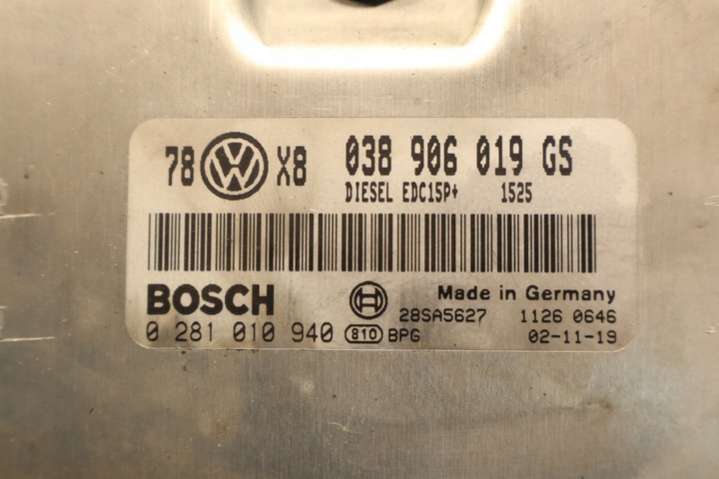 78 VW X8 038 906 019 GS
DIESEL EDC15P+ 1525
BOSCH Made in Germany
28SA5627 1126 0646
0 281 010 940 810 BPG 02-11-19